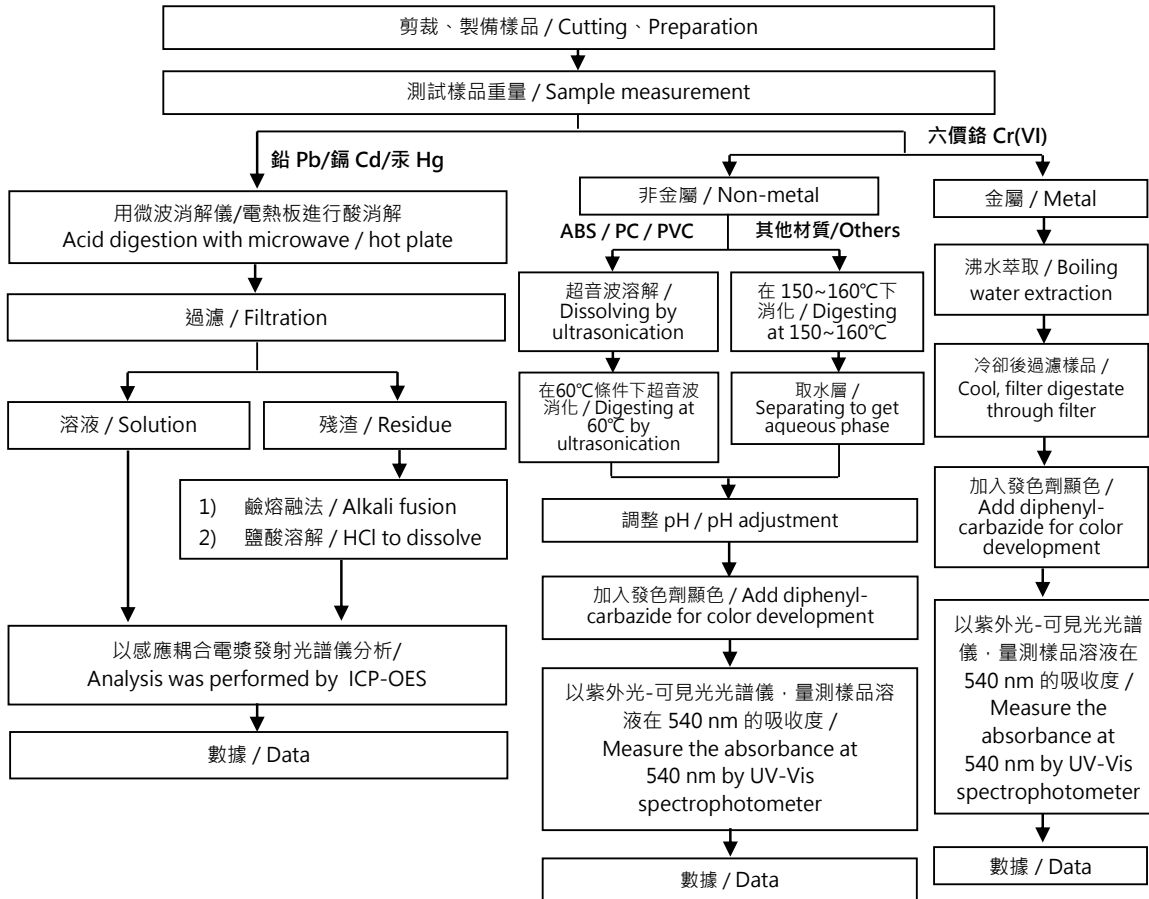 剪裁、製備樣品 / Cutting、Preparation
測試樣品重量 / Sample measurement
鉛 Pb/鎘 Cd/汞 Hg
六價鉻 Cr(VI)
用微波消解儀/電熱板進行酸消解
Acid digestion with microwave / hot plate
過濾 / Filtration
溶液 / Solution
殘渣 / Residue
1) 鹼熔融法 / Alkali fusion
2) 鹽酸溶解 / HCl to dissolve
以感應耦合電漿發射光譜儀分析/
Analysis was performed by ICP-OES
數據 / Data
非金屬 / Non-metal
ABS / PC / PVC
其他材質/Others
超音波溶解 /
Dissolving by
ultrasonication
在 150~160℃下
消化 / Digesting
at 150~160℃
在60℃條件下超音波
消化 / Digesting at
60℃ by
ultrasonication
取水層 /
Separating to get
aqueous phase
調整 pH / pH adjustment
加入發色劑顯色 / Add diphenyl-
carbazide for color development
以紫外光-可見光光譜儀，量測樣品溶
液在 540 nm 的吸收度 /
Measure the absorbance at
540 nm by UV-Vis
spectrophotometer
數據 / Data
金屬 / Metal
沸水萃取 / Boiling
water extraction
冷卻後過濾樣品 /
Cool, filter digestate
through filter
加入發色劑顯色 /
Add diphenyl-
carbazide for color
development
以紫外光-可見光光譜
儀，量測樣品溶液在
540 nm 的吸收度 /
Measure the
absorbance at
540 nm by UV-Vis
spectrophotometer
數據 / Data